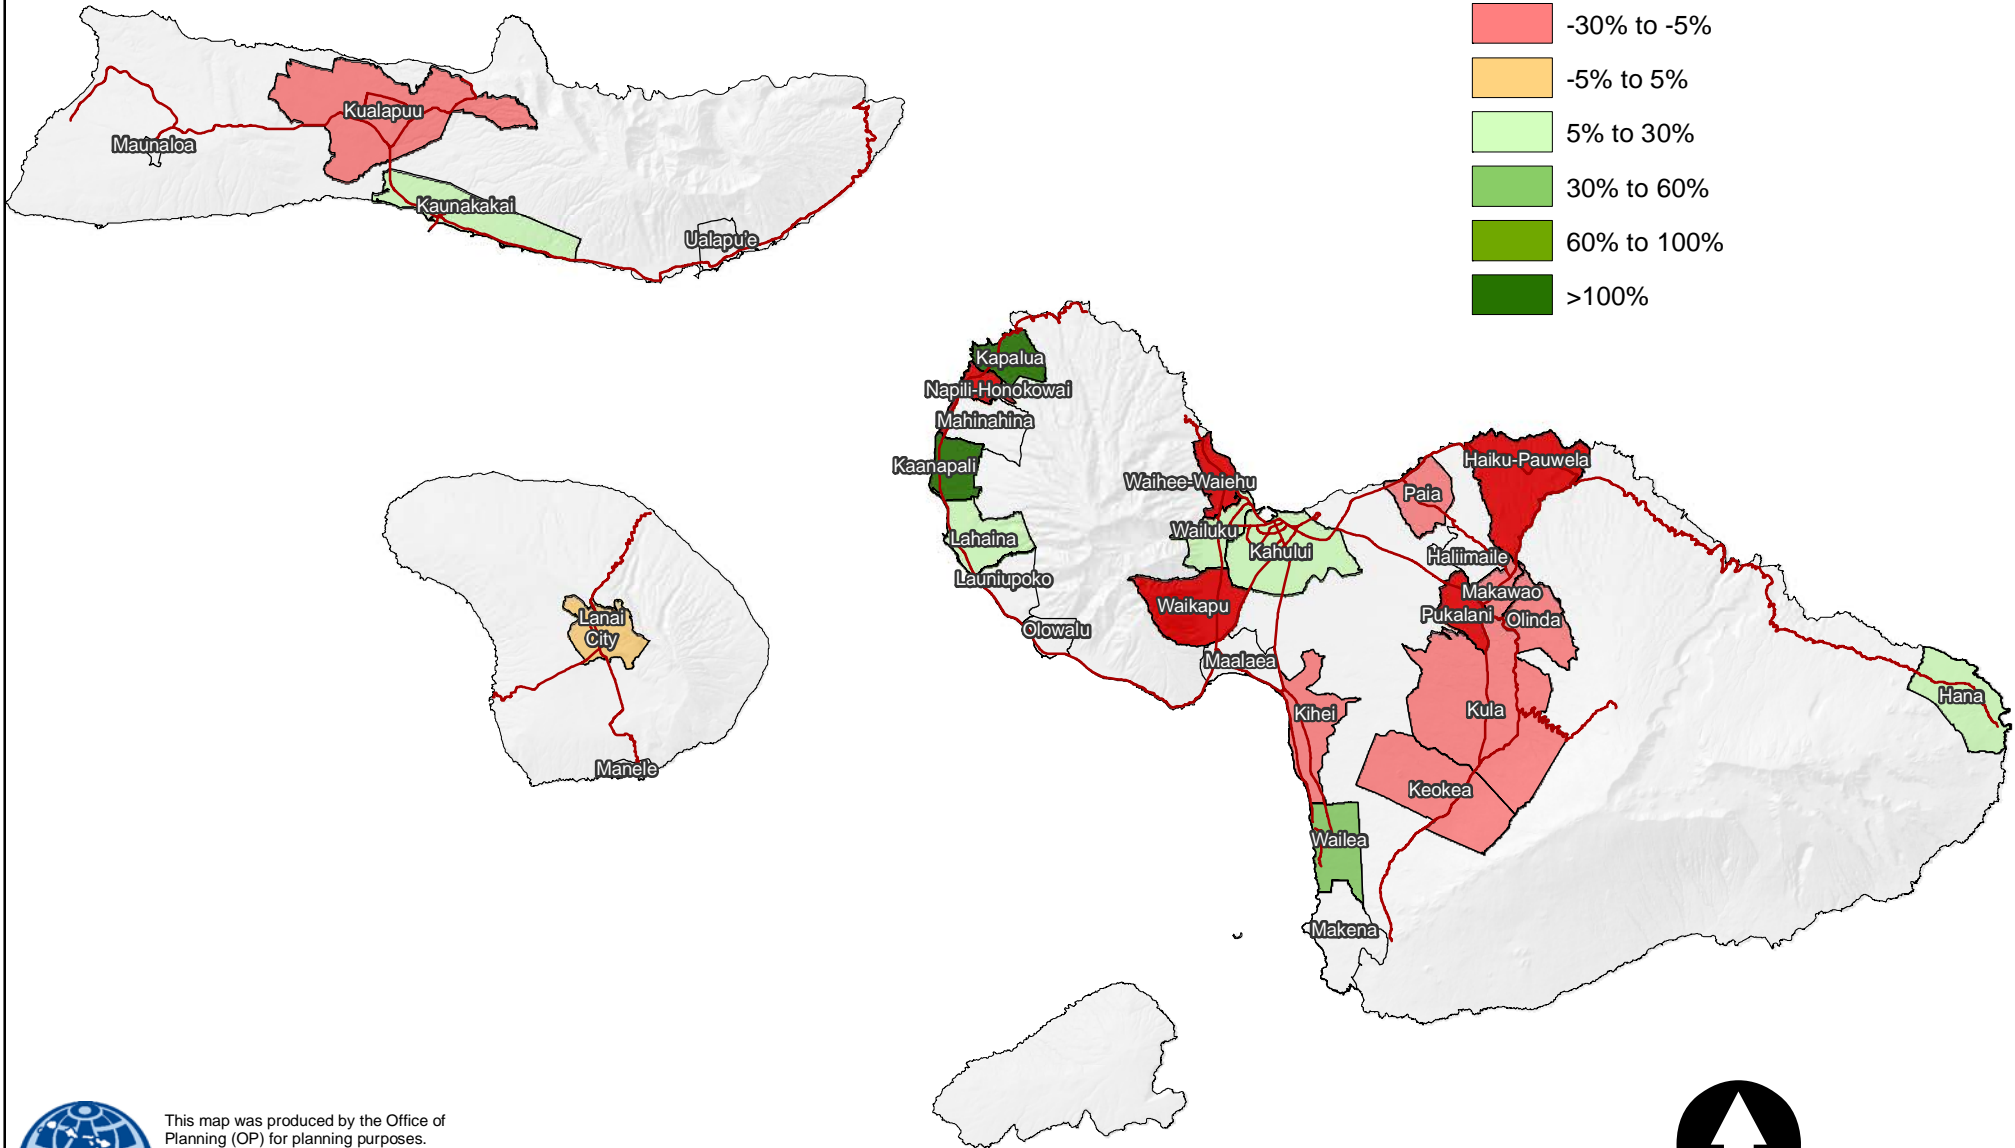 -30% to -5%
-5% to 5%
5% to 30%
30% to 60%
60% to 100%
>100%
Kualapuu
Maunaloa
Kaunakakai
Ualapu'e
Kapalua
Napili-Honokowai
Mahinahina
Kaanapali
Lahaina
Launiupoko
Olowalu
Waihee-Waiehu
Wailuku
Kahului
Waikapu
Maalaea
Haiku-Pauwela
Paia
Haliimaile
Makawao
Pukalani
Olinda
Kihei
Kula
Keokea
Hana
Wailea
Makena
Lanai
City
Manele
This map was produced by the Office of
Planning (OP) for planning purposes.